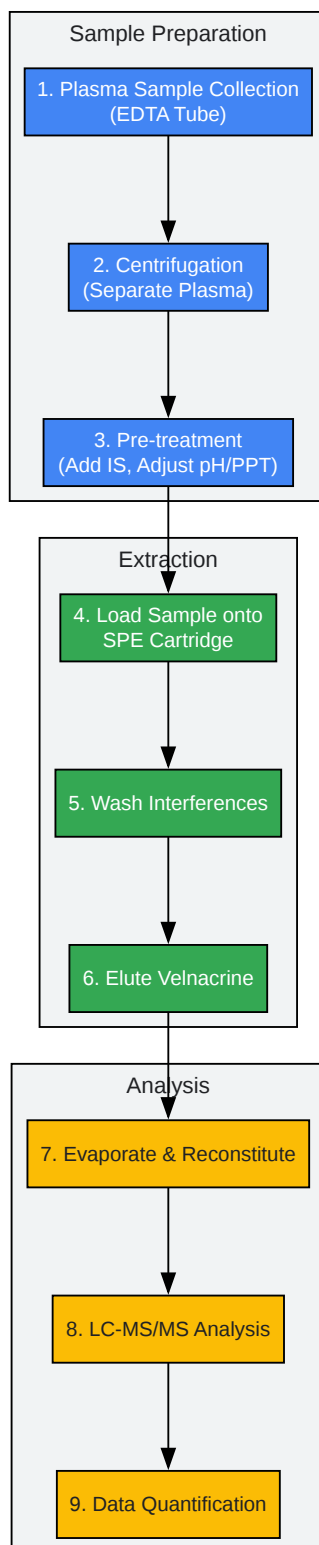 Sample Preparation
1. Plasma Sample Collection
(EDTA Tube)
2. Centrifugation
(Separate Plasma)
3. Pre-treatment
(Add IS, Adjust pH/PPT)
Extraction
4. Load Sample onto
SPE Cartridge
5. Wash Interferences
6. Elute Velnacrine
Analysis
7. Evaporate & Reconstitute
8. LC-MS/MS Analysis
9. Data Quantification